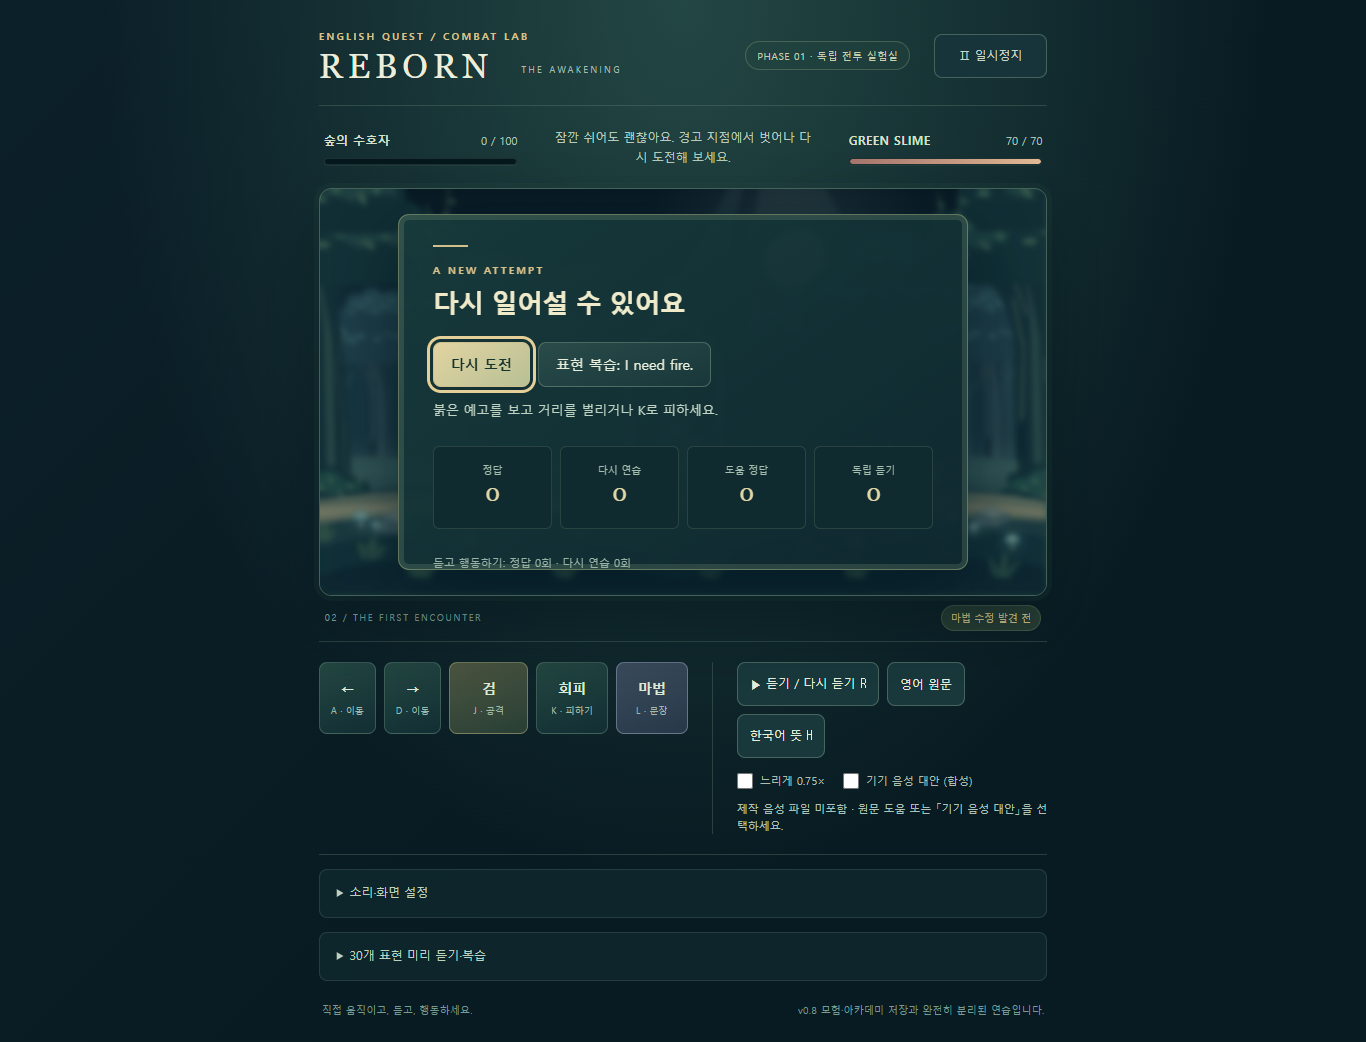 ENGLISH QUEST / COMBAT LAB
REBORN THE AWAKENING
PHASE 01 · 독립 전투 실험실
Ⅱ 일시정지
숲의 수호자 0 / 100
잠깐 쉬어도 괜찮아요. 경고 지점에서 벗어나 다
시 도전해 보세요.
GREEN SLIME 70 / 70
A NEW ATTEMPT
다시 일어설 수 있어요
다시 도전
표현 복습: I need fire.
붉은 예고를 보고 거리를 벌리거나 K로 피하세요.
정답
0
다시 연습
0
도움 정답
0
독립 듣기
0
듣고 행동하기: 정답 0회 · 다시 연습 0회
02 / THE FIRST ENCOUNTER
마법 수정 발견 전
←
A · 이동
→
D · 이동
검
J · 공격
회피
K · 피하기
마법
L · 문장
▶ 듣기 / 다시 듣기 R
영어 원문
한국어 뜻 H
느리게 0.75×
기기 음성 대안 (합성)
제작 음성 파일 미포함 · 원문 도움 또는 「기기 음성 대안」을 선
택하세요.
▶ 소리·화면 설정
▶ 30개 표현 미리 듣기·복습
직접 움직이고, 듣고, 행동하세요.
v0.8 모험·아카데미 저장과 완전히 분리된 연습입니다.